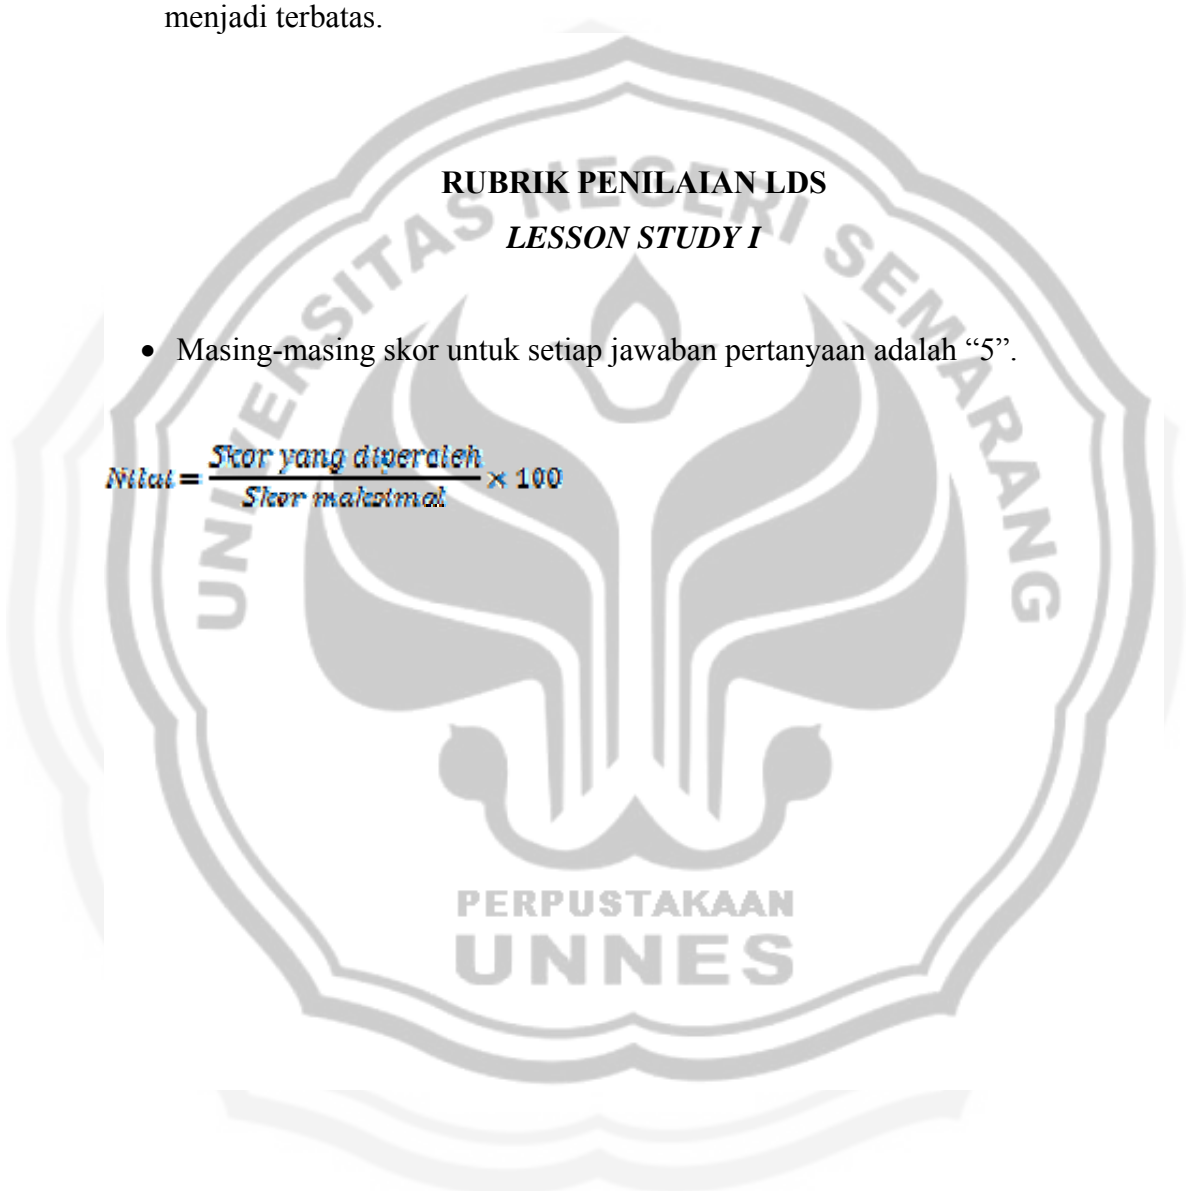 menjadi terbatas.
RUBRIK PENILAIAN LDS
LESSON STUDY I
• Masing-masing skor untuk setiap jawaban pertanyaan adalah “5”.
Nilai = Skor yang diperoleh / Skor maksimal × 100
UNIVERSITAS NEGERI SEMARANG
PERPUSTAKAAN
UNNES